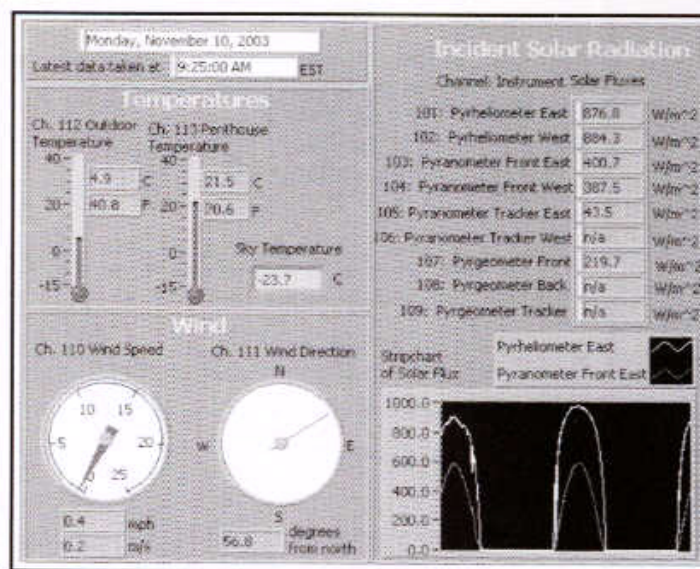 Monday, November 10, 2003
Latest data taken at 9:25:00 AM EST
Temperatures
Ch. 112 Outdoor Temperature
Ch. 113 Penthouse Temperature
40
20
0
-15
4.9 C
40.8 F
40
20
0
-15
21.5 C
70.6 F
Sky Temperature
-23.7 C
Wind
Ch. 110 Wind Speed
0
5
10
15
20
25
0.4 mph
0.2 m/s
Ch. 111 Wind Direction
N
W
E
S
56.8 degrees from north
Incident Solar Radiation
Channel: Instrument Solar Fluxes
101: Pyrheliometer East 876.8 W/m^2
102: Pyrheliometer West 884.3 W/m^2
103: Pyranometer Front East 400.7 W/m^2
104: Pyranometer Front West 387.5 W/m^2
105: Pyranometer Tracker East 43.5 W/m^2
106: Pyranometer Tracker West n/a W/m^2
107: Pyrgeometer Front 219.7 W/m^2
108: Pyrgeometer Back n/a W/m^2
109: Pyrgeometer Tracker n/a W/m^2
Stripchart of Solar Flux
Pyrheliometer East
Pyranometer Front East
1000.0
800.0
600.0
400.0
200.0
0.0